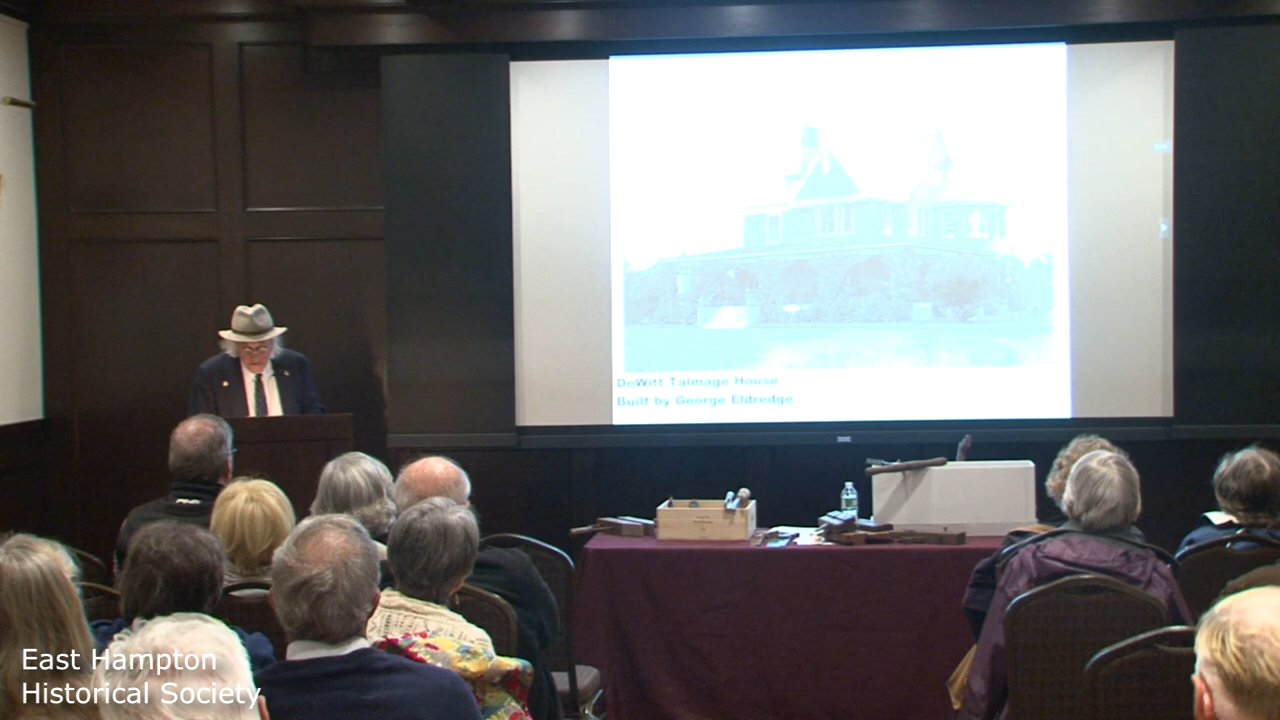 DeWitt Talmage House
Built by George Eldredge
East Hampton
Historical Society